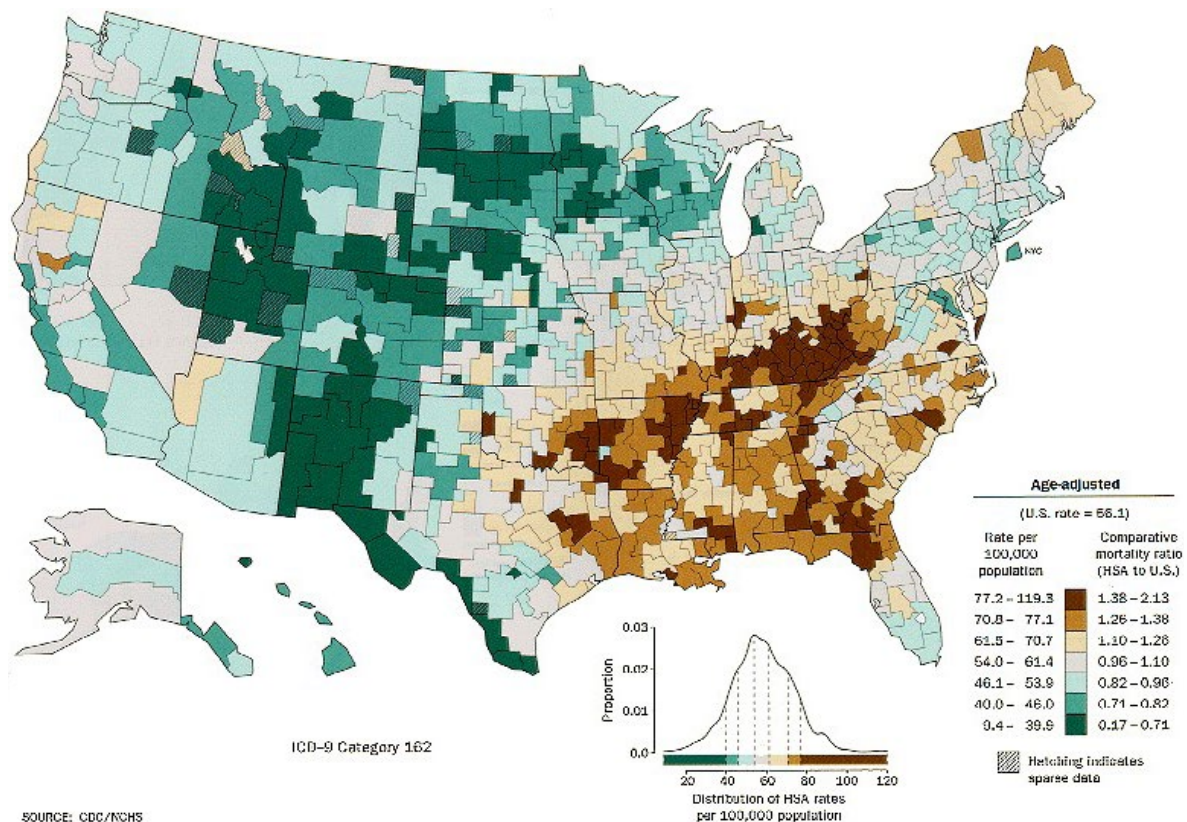 NYC
Age-adjusted
(U.S. rate = 56.1)
Rate per
100,000
population
Comparative
mortality ratio
(HSA to U.S.)
77.2 – 119.3 1.38 – 2.13
70.8 – 77.1 1.26 – 1.38
61.5 – 70.7 1.10 – 1.26
54.0 – 61.4 0.96 – 1.10
46.1 – 53.9 0.82 – 0.96
40.0 – 46.0 0.71 – 0.82
9.4 – 39.9 0.17 – 0.71
Hatching indicates
sparse data
0.03
0.02
0.01
0.0
Proportion
20 40 60 80 100 120
Distribution of HSA rates
per 100,000 population
ICD–9 Category 162
SOURCE: CDC/NCHS